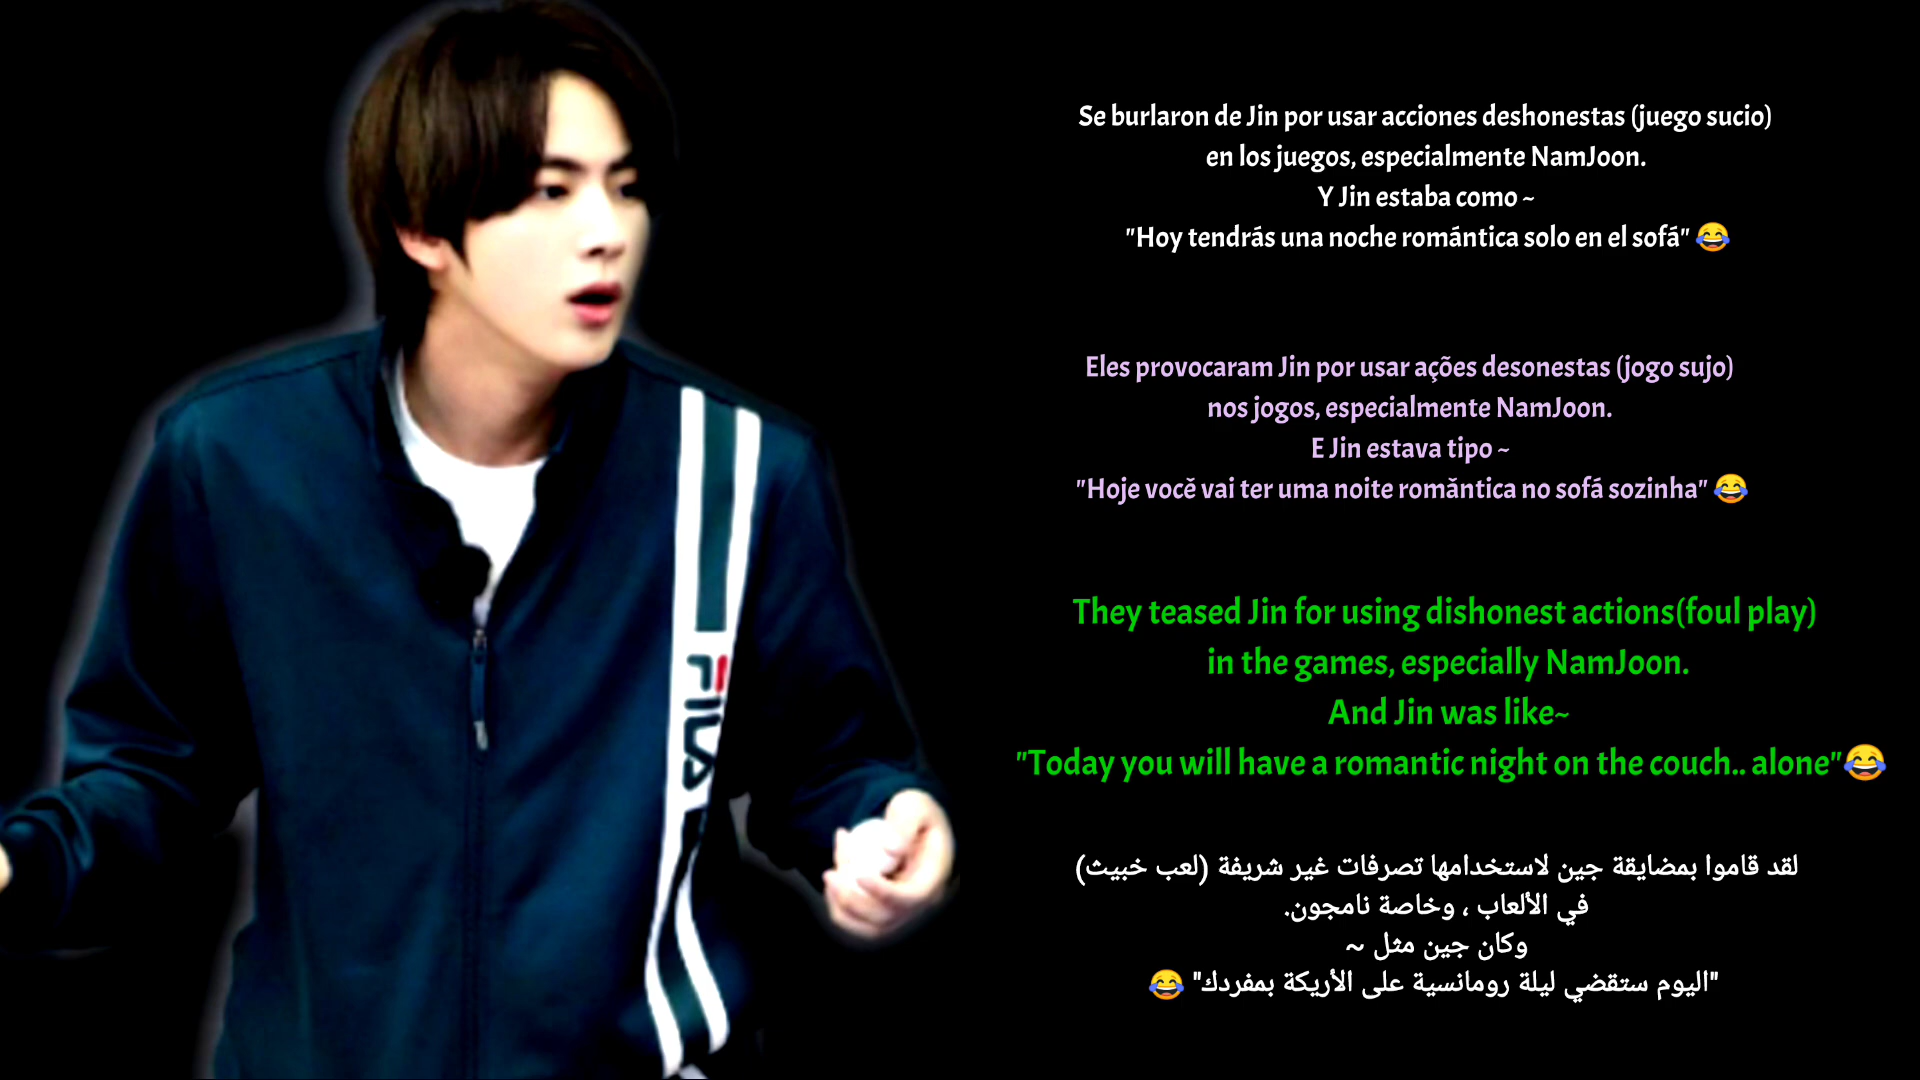 Se burlaron de Jin por usar acciones deshonestas (juego sucio)
en los juegos, especialmente NamJoon.
Y Jin estaba como ~
"Hoy tendrás una noche romántica solo en el sofá" 😂
Eles provocaram Jin por usar ações desonestas (jogo sujo)
nos jogos, especialmente NamJoon.
E Jin estava tipo ~
"Hoje você vai ter uma noite romântica no sofá sozinha" 😂
They teased Jin for using dishonest actions(foul play)
in the games, especially NamJoon.
And Jin was like~
"Today you will have a romantic night on the couch.. alone"😂
لقد قاموا بمضايقة جين لاستخدامها تصرفات غير شريفة (لعب خبيث)
في الألعاب ، وخاصة نامجون.
وكان جين مثل ~
"اليوم ستقضي ليلة رومانسية على الأريكة بمفردك" 😂
FILA